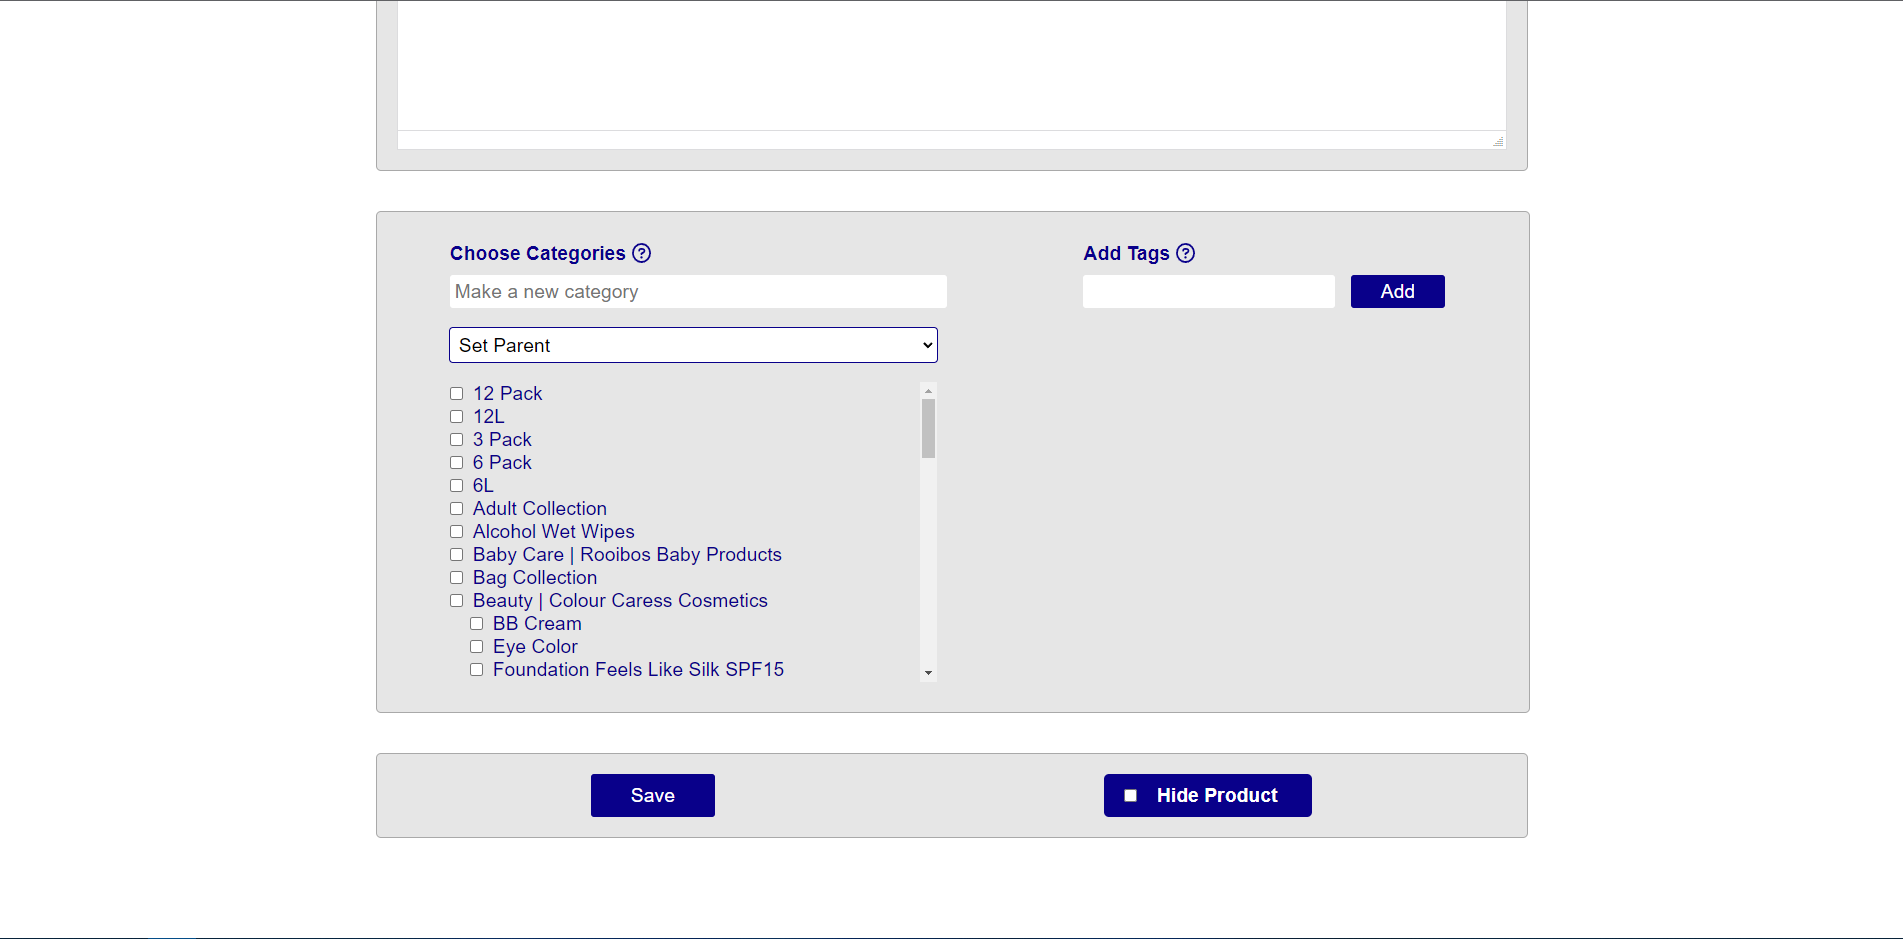 Choose Categories ?
Make a new category
Set Parent
12 Pack
12L
3 Pack
6 Pack
6L
Adult Collection
Alcohol Wet Wipes
Baby Care | Rooibos Baby Products
Bag Collection
Beauty | Colour Caress Cosmetics
BB Cream
Eye Color
Foundation Feels Like Silk SPF15
Add Tags ?
Add
Save
Hide Product